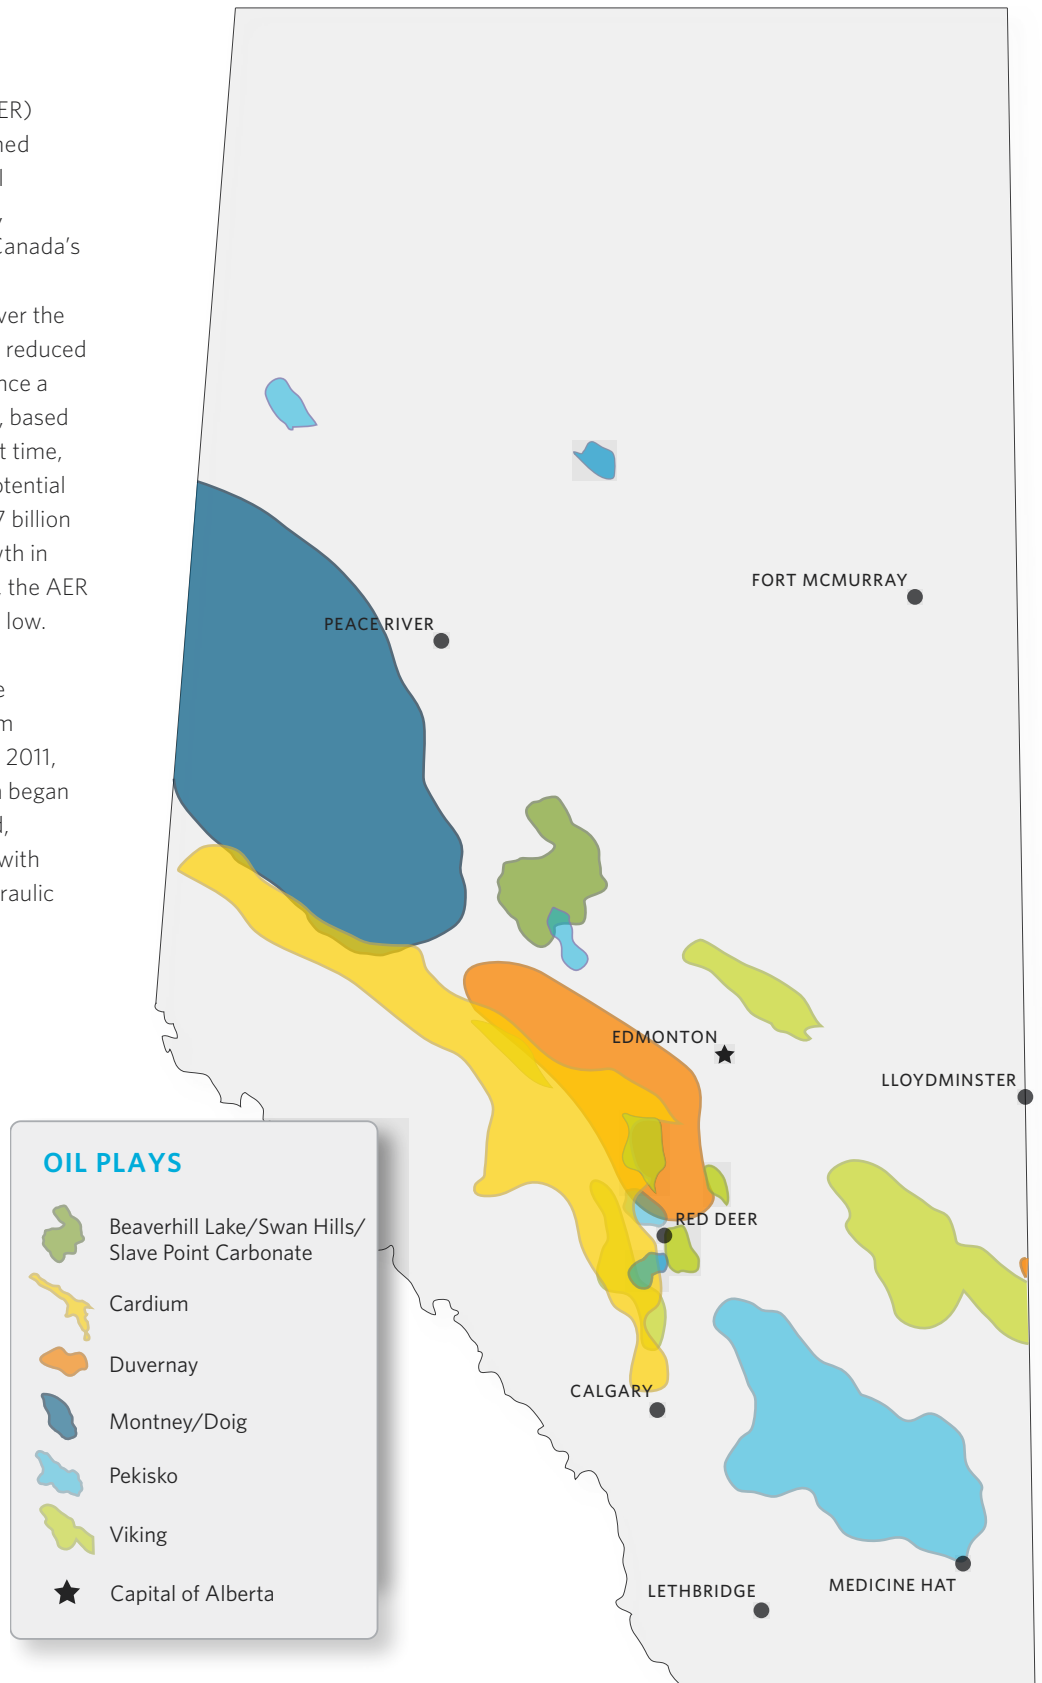 ER)
ned
l
,
Canada's
ver the
reduced
nce a
, based
t time,
otential
7 billion
vth in
, the AER
low.
e
m
2011,
n began
d,
with
raulic
FORT MCMURRAY
PEACE RIVER
EDMONTON
LLOYDMINSTER
RED DEER
CALGARY
MEDICINE HAT
LETHBRIDGE
OIL PLAYS
Beaverhill Lake/Swan Hills/
Slave Point Carbonate
Cardium
Duvernay
Montney/Doig
Pekisko
Viking
Capital of Alberta